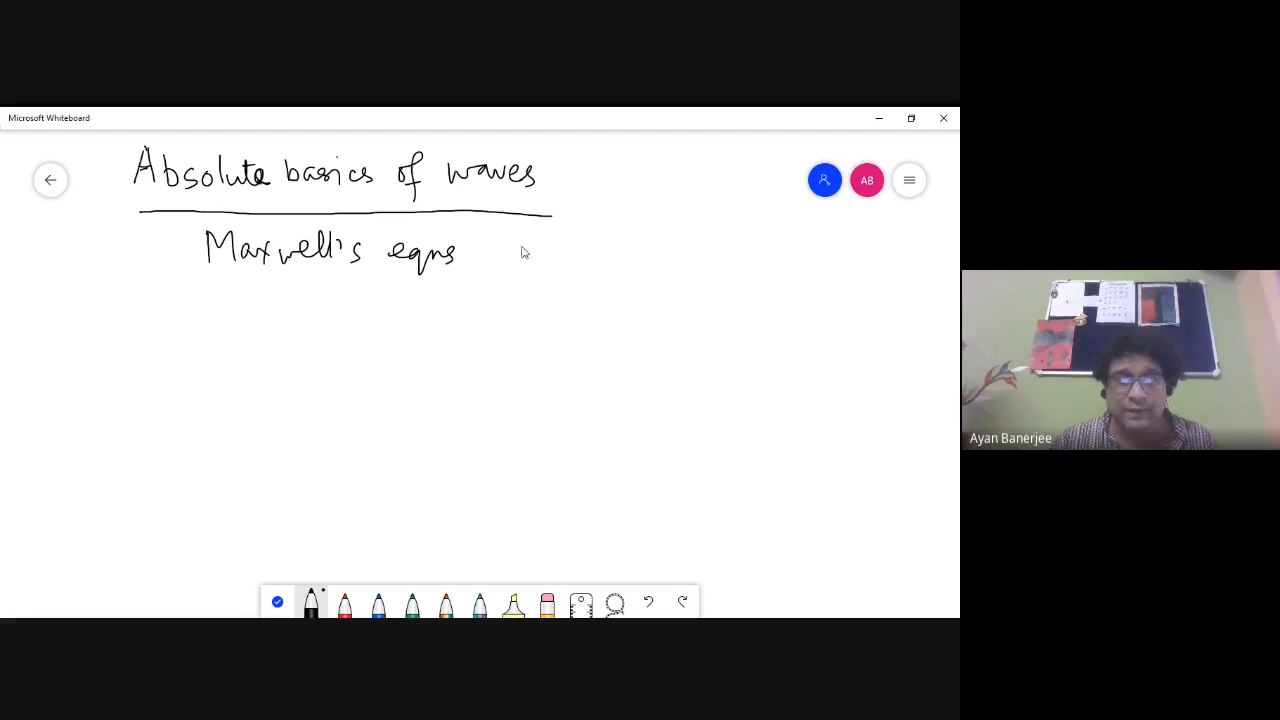 Microsoft Whiteboard
Absolute basics of waves
AB
Maxwell's eqns
Ayan Banerjee